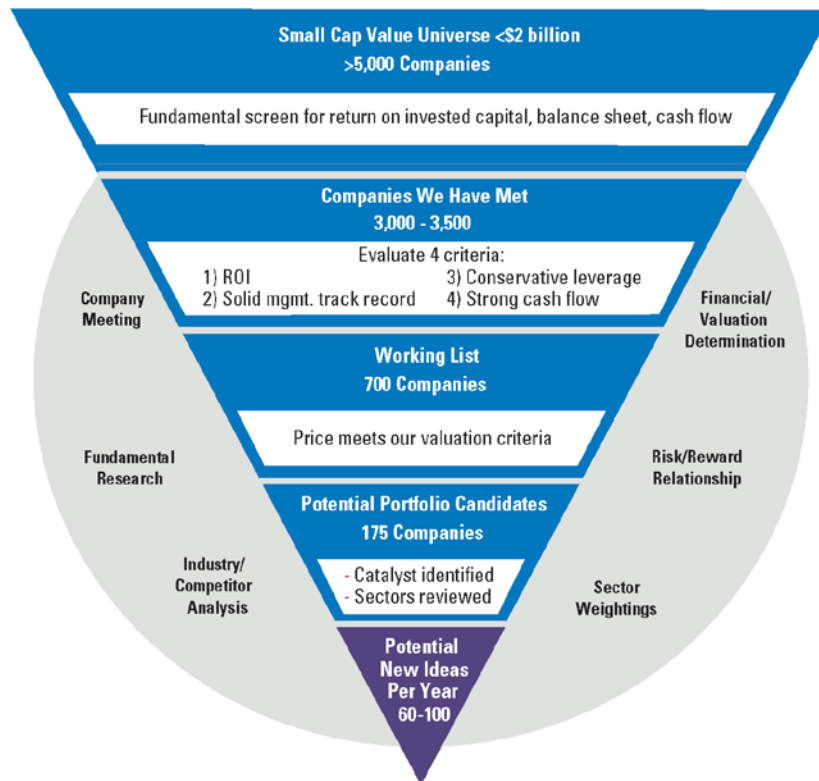 Small Cap Value Universe <$2 billion
>5,000 Companies
Fundamental screen for return on invested capital, balance sheet, cash flow
Companies We Have Met
3,000 - 3,500
Evaluate 4 criteria:
1) ROI
3) Conservative leverage
2) Solid mgmt. track record
4) Strong cash flow
Company
Meeting
Financial/
Valuation
Determination
Working List
700 Companies
Price meets our valuation criteria
Fundamental
Research
Risk/Reward
Relationship
Potential Portfolio Candidates
175 Companies
- Catalyst identified
- Sectors reviewed
Industry/
Competitor
Analysis
Sector
Weightings
Potential
New Ideas
Per Year
60-100